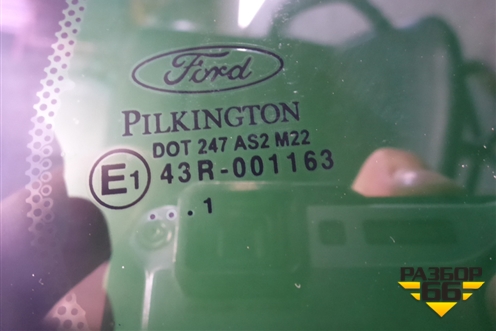 Ford
PILKINGTON
DOT 247 AS2 M22
E1 43R-001163
...1
РАЗБОР
66